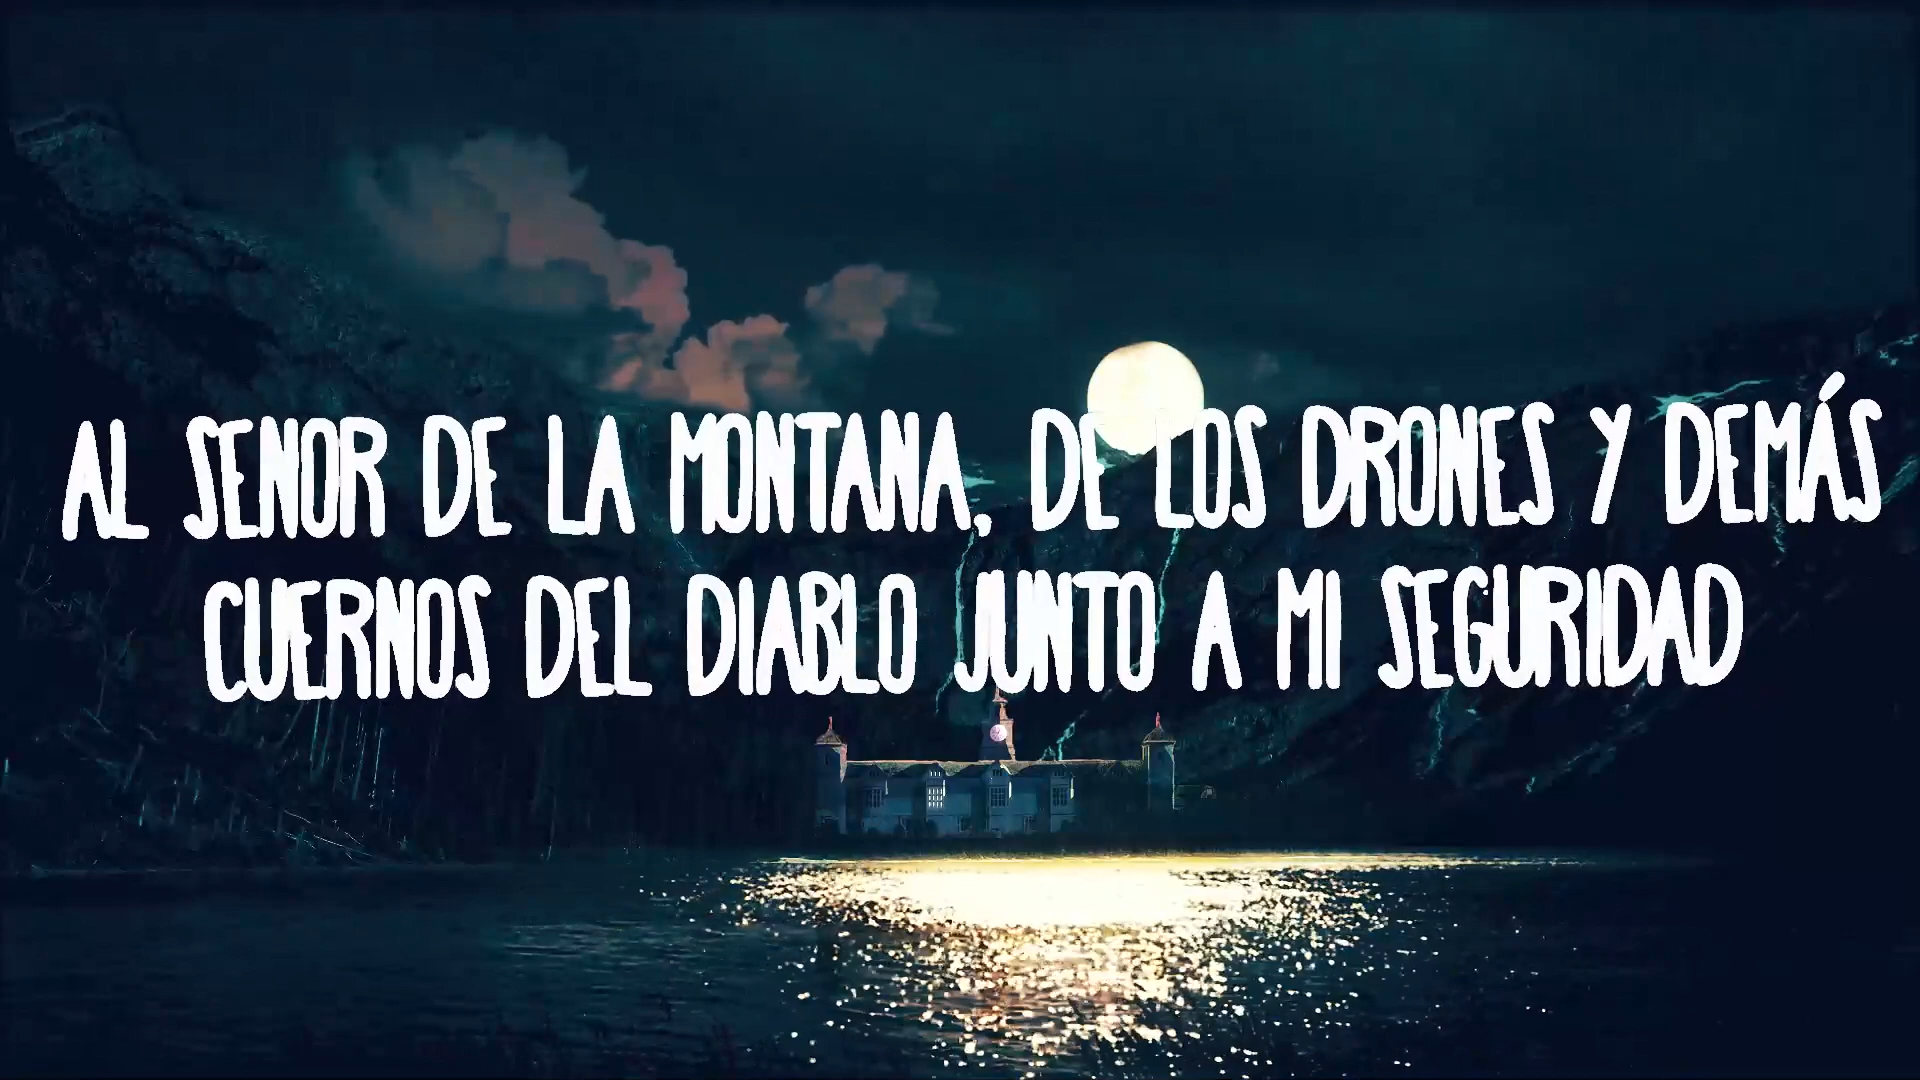 AL SENOR DE LA MONTANA, DE LOS DRONES Y DEMÁS
CUERNOS DEL DIABLO JUNTO A MI SEGURIDAD